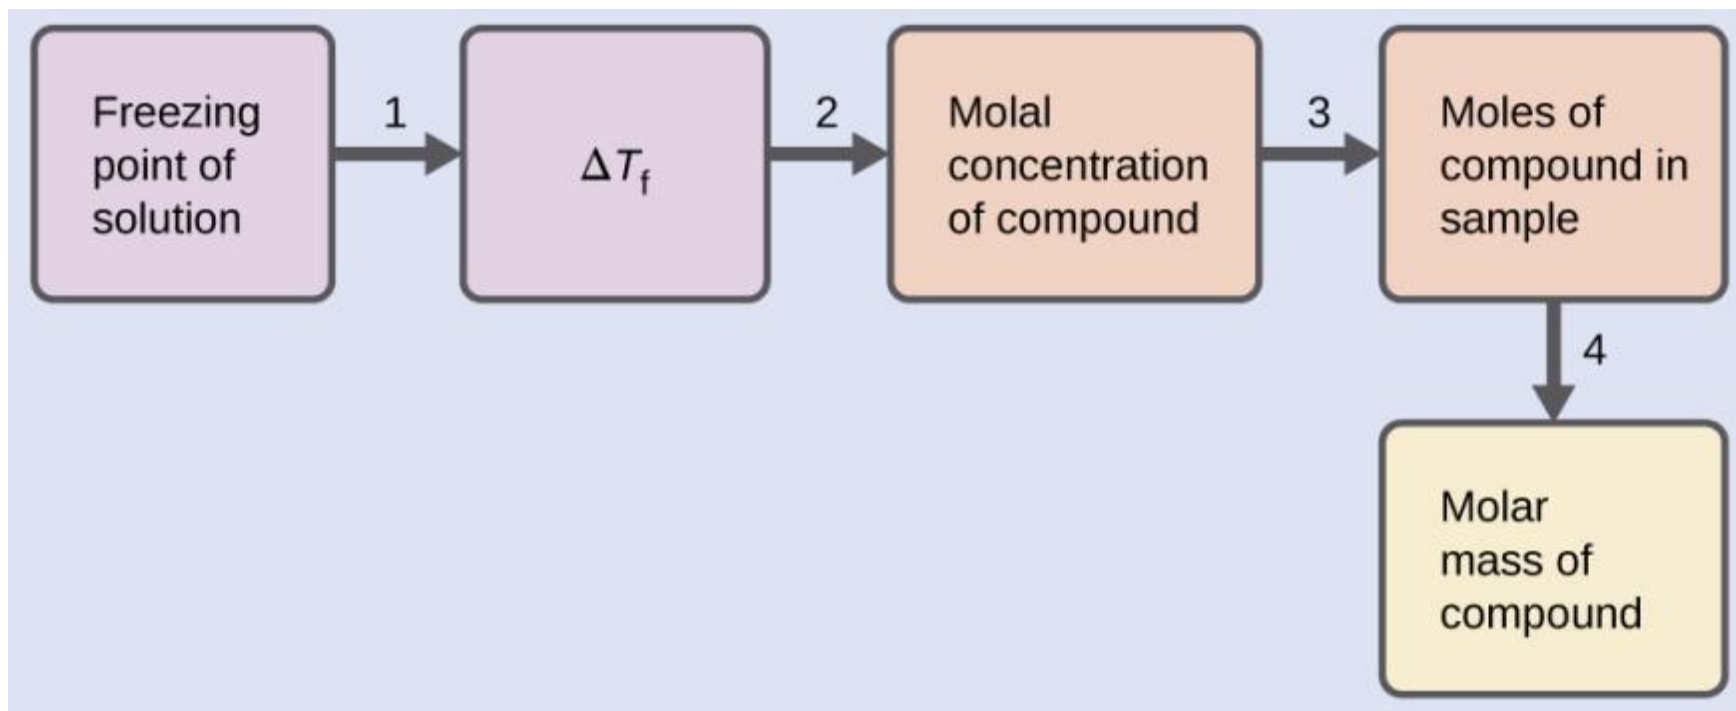 Freezing
point of
solution
1
ΔTf
2
Molal
concentration
of compound
3
Moles of
compound in
sample
4
Molar
mass of
compound